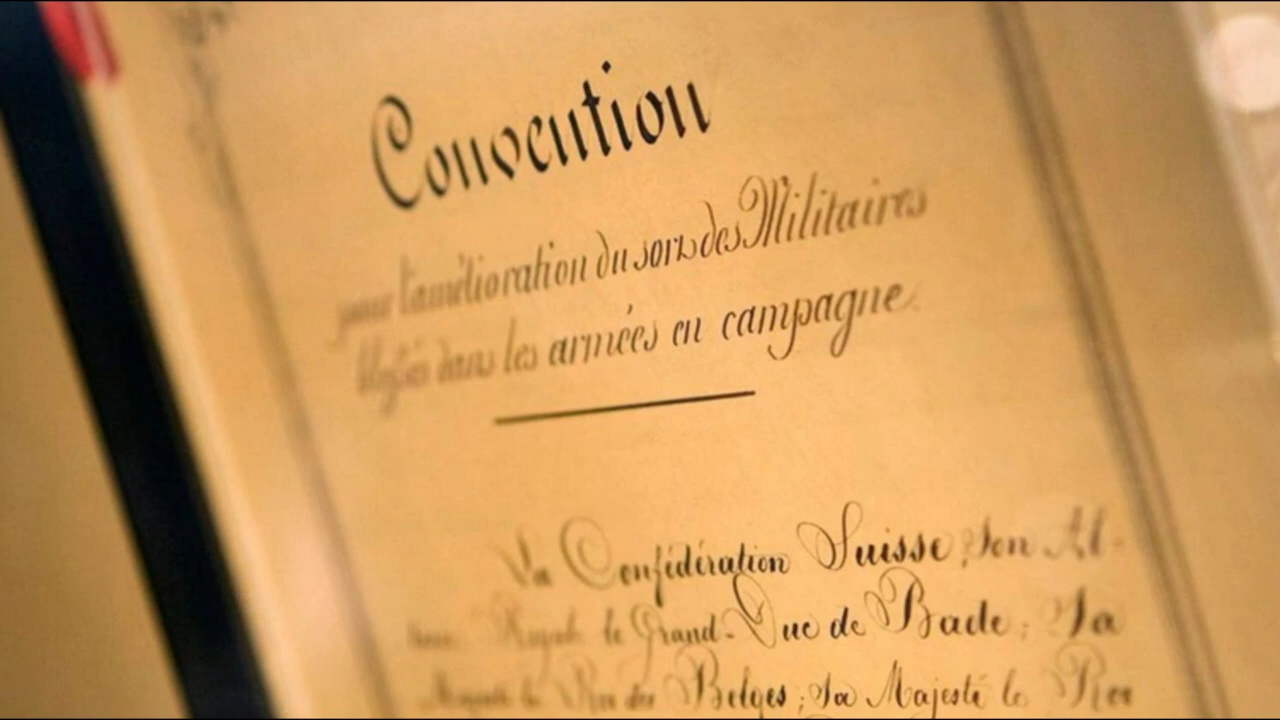 Convention
pour l'amélioration du sort des Militaires
blessés dans les armées en campagne.
La Confédération Suisse; Son Al-
tesse Royale le Grand-Duc de Bade; Sa
Majesté le Roi des Belges; Sa Majesté le Roi